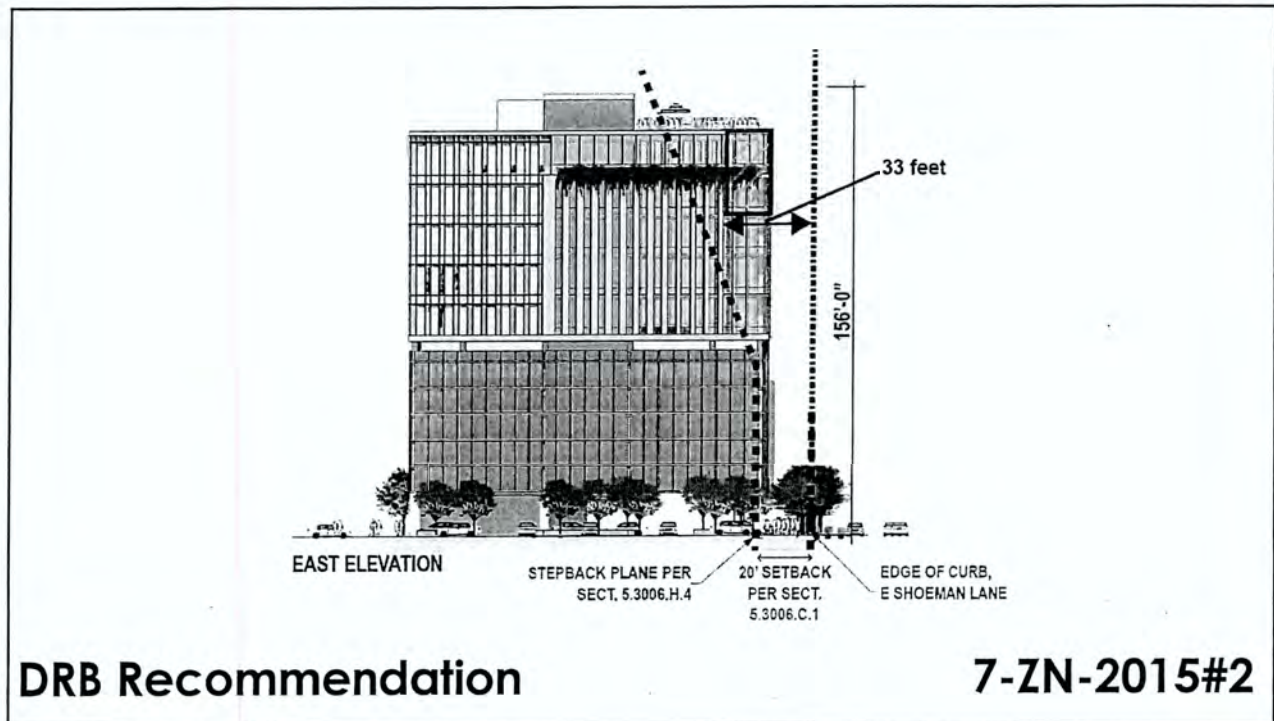 33 feet
156'-0"
EAST ELEVATION
STEPBACK PLANE PER
SECT. 5.3006.H.4
20' SETBACK
PER SECT.
5.3006.C.1
EDGE OF CURB,
E SHOEMAN LANE
DRB Recommendation
7-ZN-2015#2